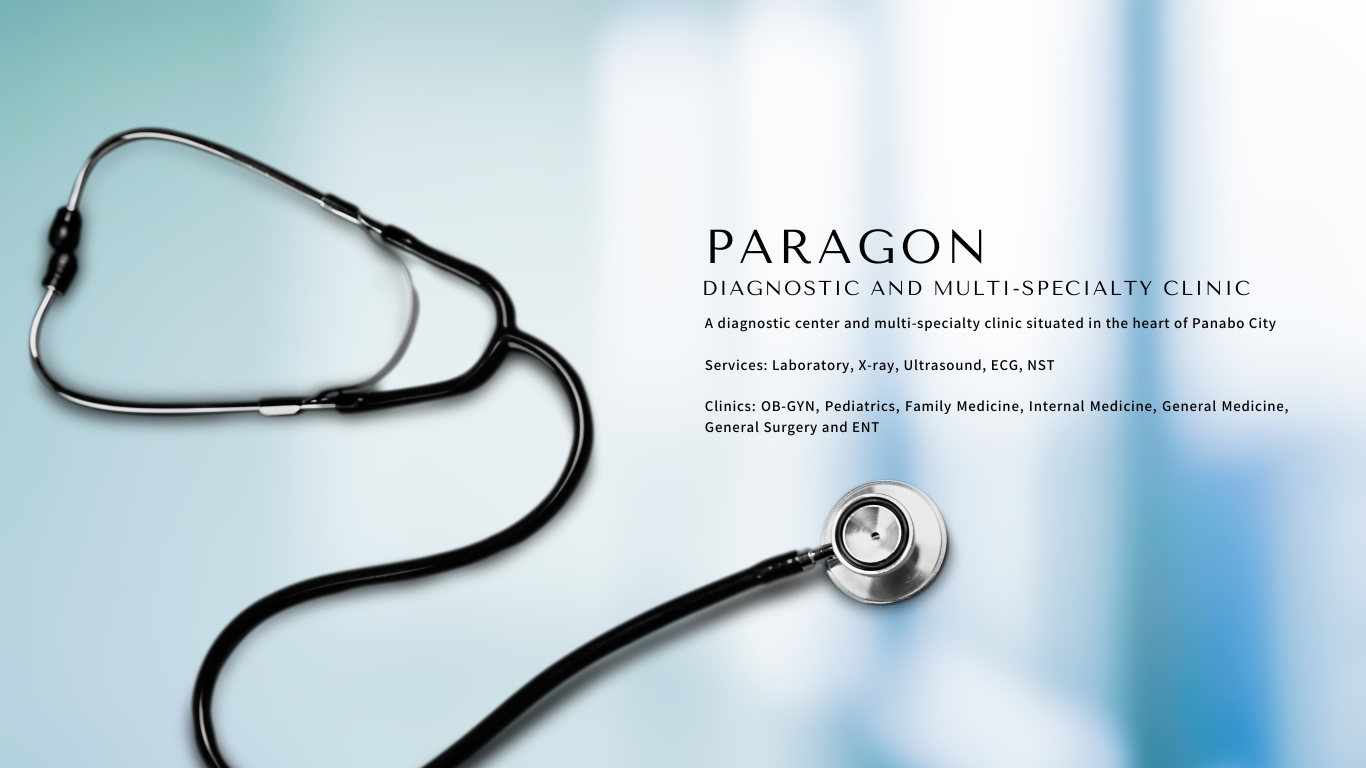 PARAGON
DIAGNOSTIC AND MULTI-SPECIALTY CLINIC
A diagnostic center and multi-specialty clinic situated in the heart of Panabo City
Services: Laboratory, X-ray, Ultrasound, ECG, NST
Clinics: OB-GYN, Pediatrics, Family Medicine, Internal Medicine, General Medicine,
General Surgery and ENT